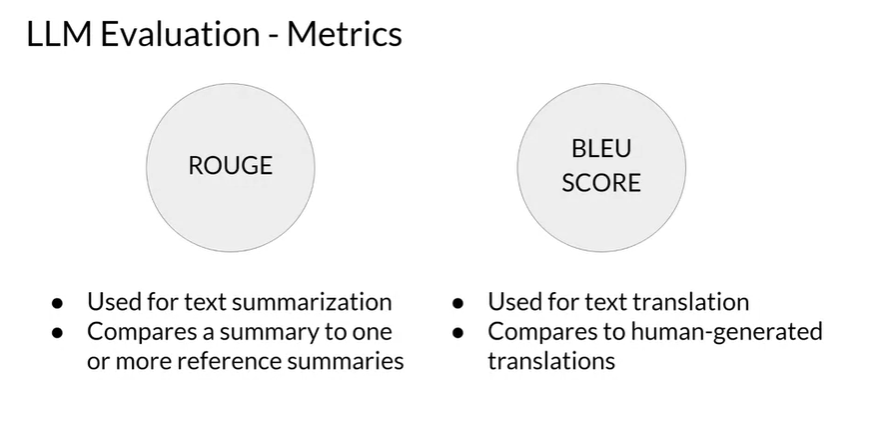 LLM Evaluation - Metrics
ROUGE
BLEU
SCORE
● Used for text summarization
● Compares a summary to one
or more reference summaries
● Used for text translation
● Compares to human-generated
translations